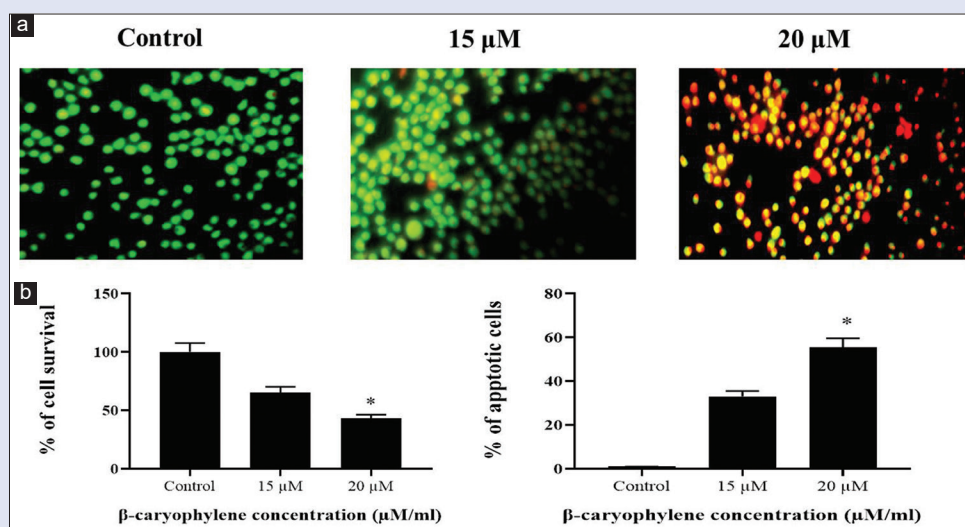 a
Control 15 μM 20 μM
b
% of cell survival
150
100
50
0
*
Control 15 μM 20 μM
β-caryophylene concentration (μM/ml)
% of apptotic cells
80
60
40
20
0
*
Control 15 μM 20 μM
β-caryophylene concentration (μM/ml)